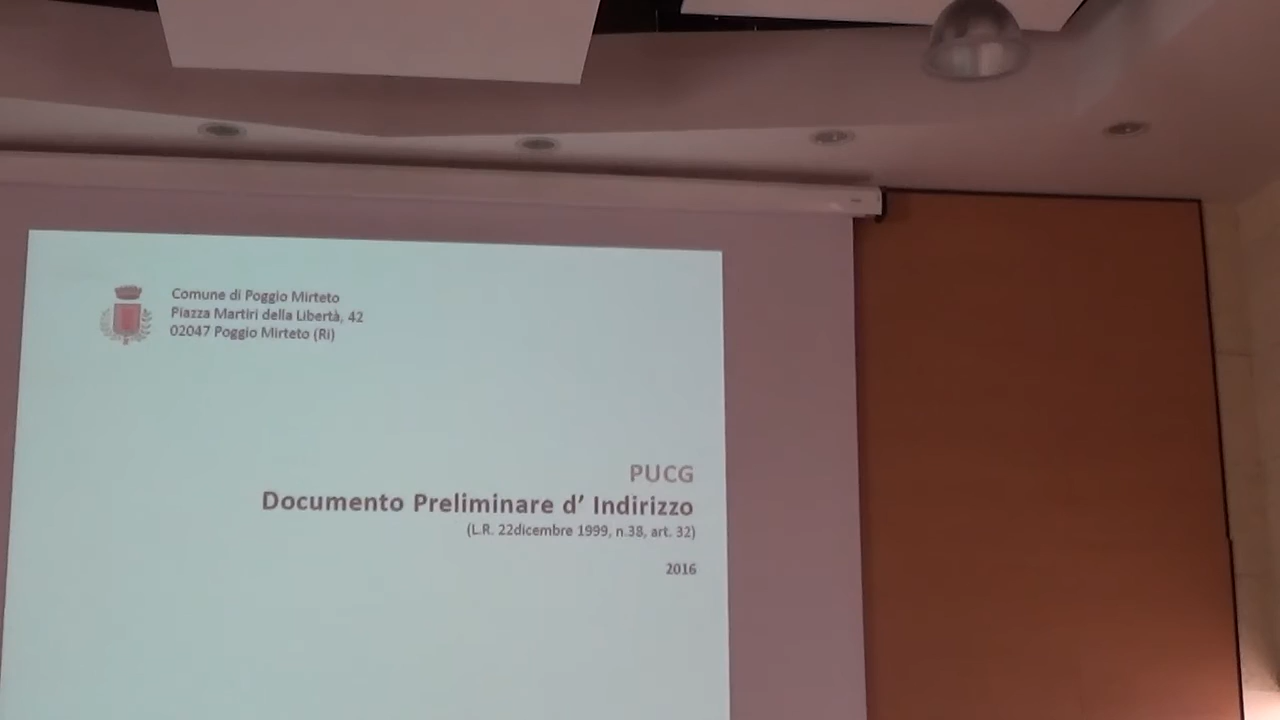 Comune di Poggio Mirteto
Piazza Martiri della Libertà, 42
02047 Poggio Mirteto (Ri)
PUCG
Documento Preliminare d’ Indirizzo
(L.R. 22dicembre 1999, n.38, art. 32)
2016